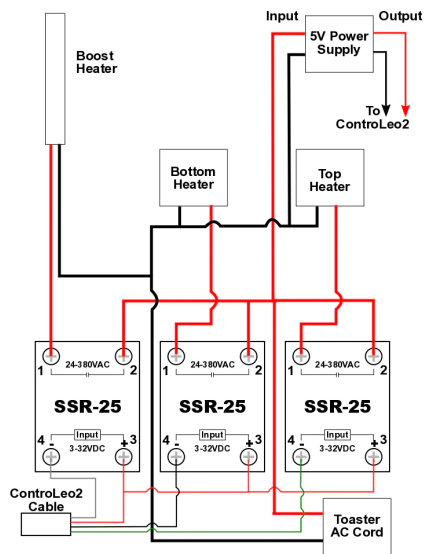 Input
Output
5V Power
Supply
Boost
Heater
To
ControLeo2
Bottom
Heater
Top
Heater
1
24-380VAC
2
SSR-25
4
-
Input
+
3
3-32VDC
1
24-380VAC
2
SSR-25
4
-
Input
+
3
3-32VDC
1
24-380VAC
2
SSR-25
4
-
Input
+
3
3-32VDC
ControLeo2
Cable
Toaster
AC Cord